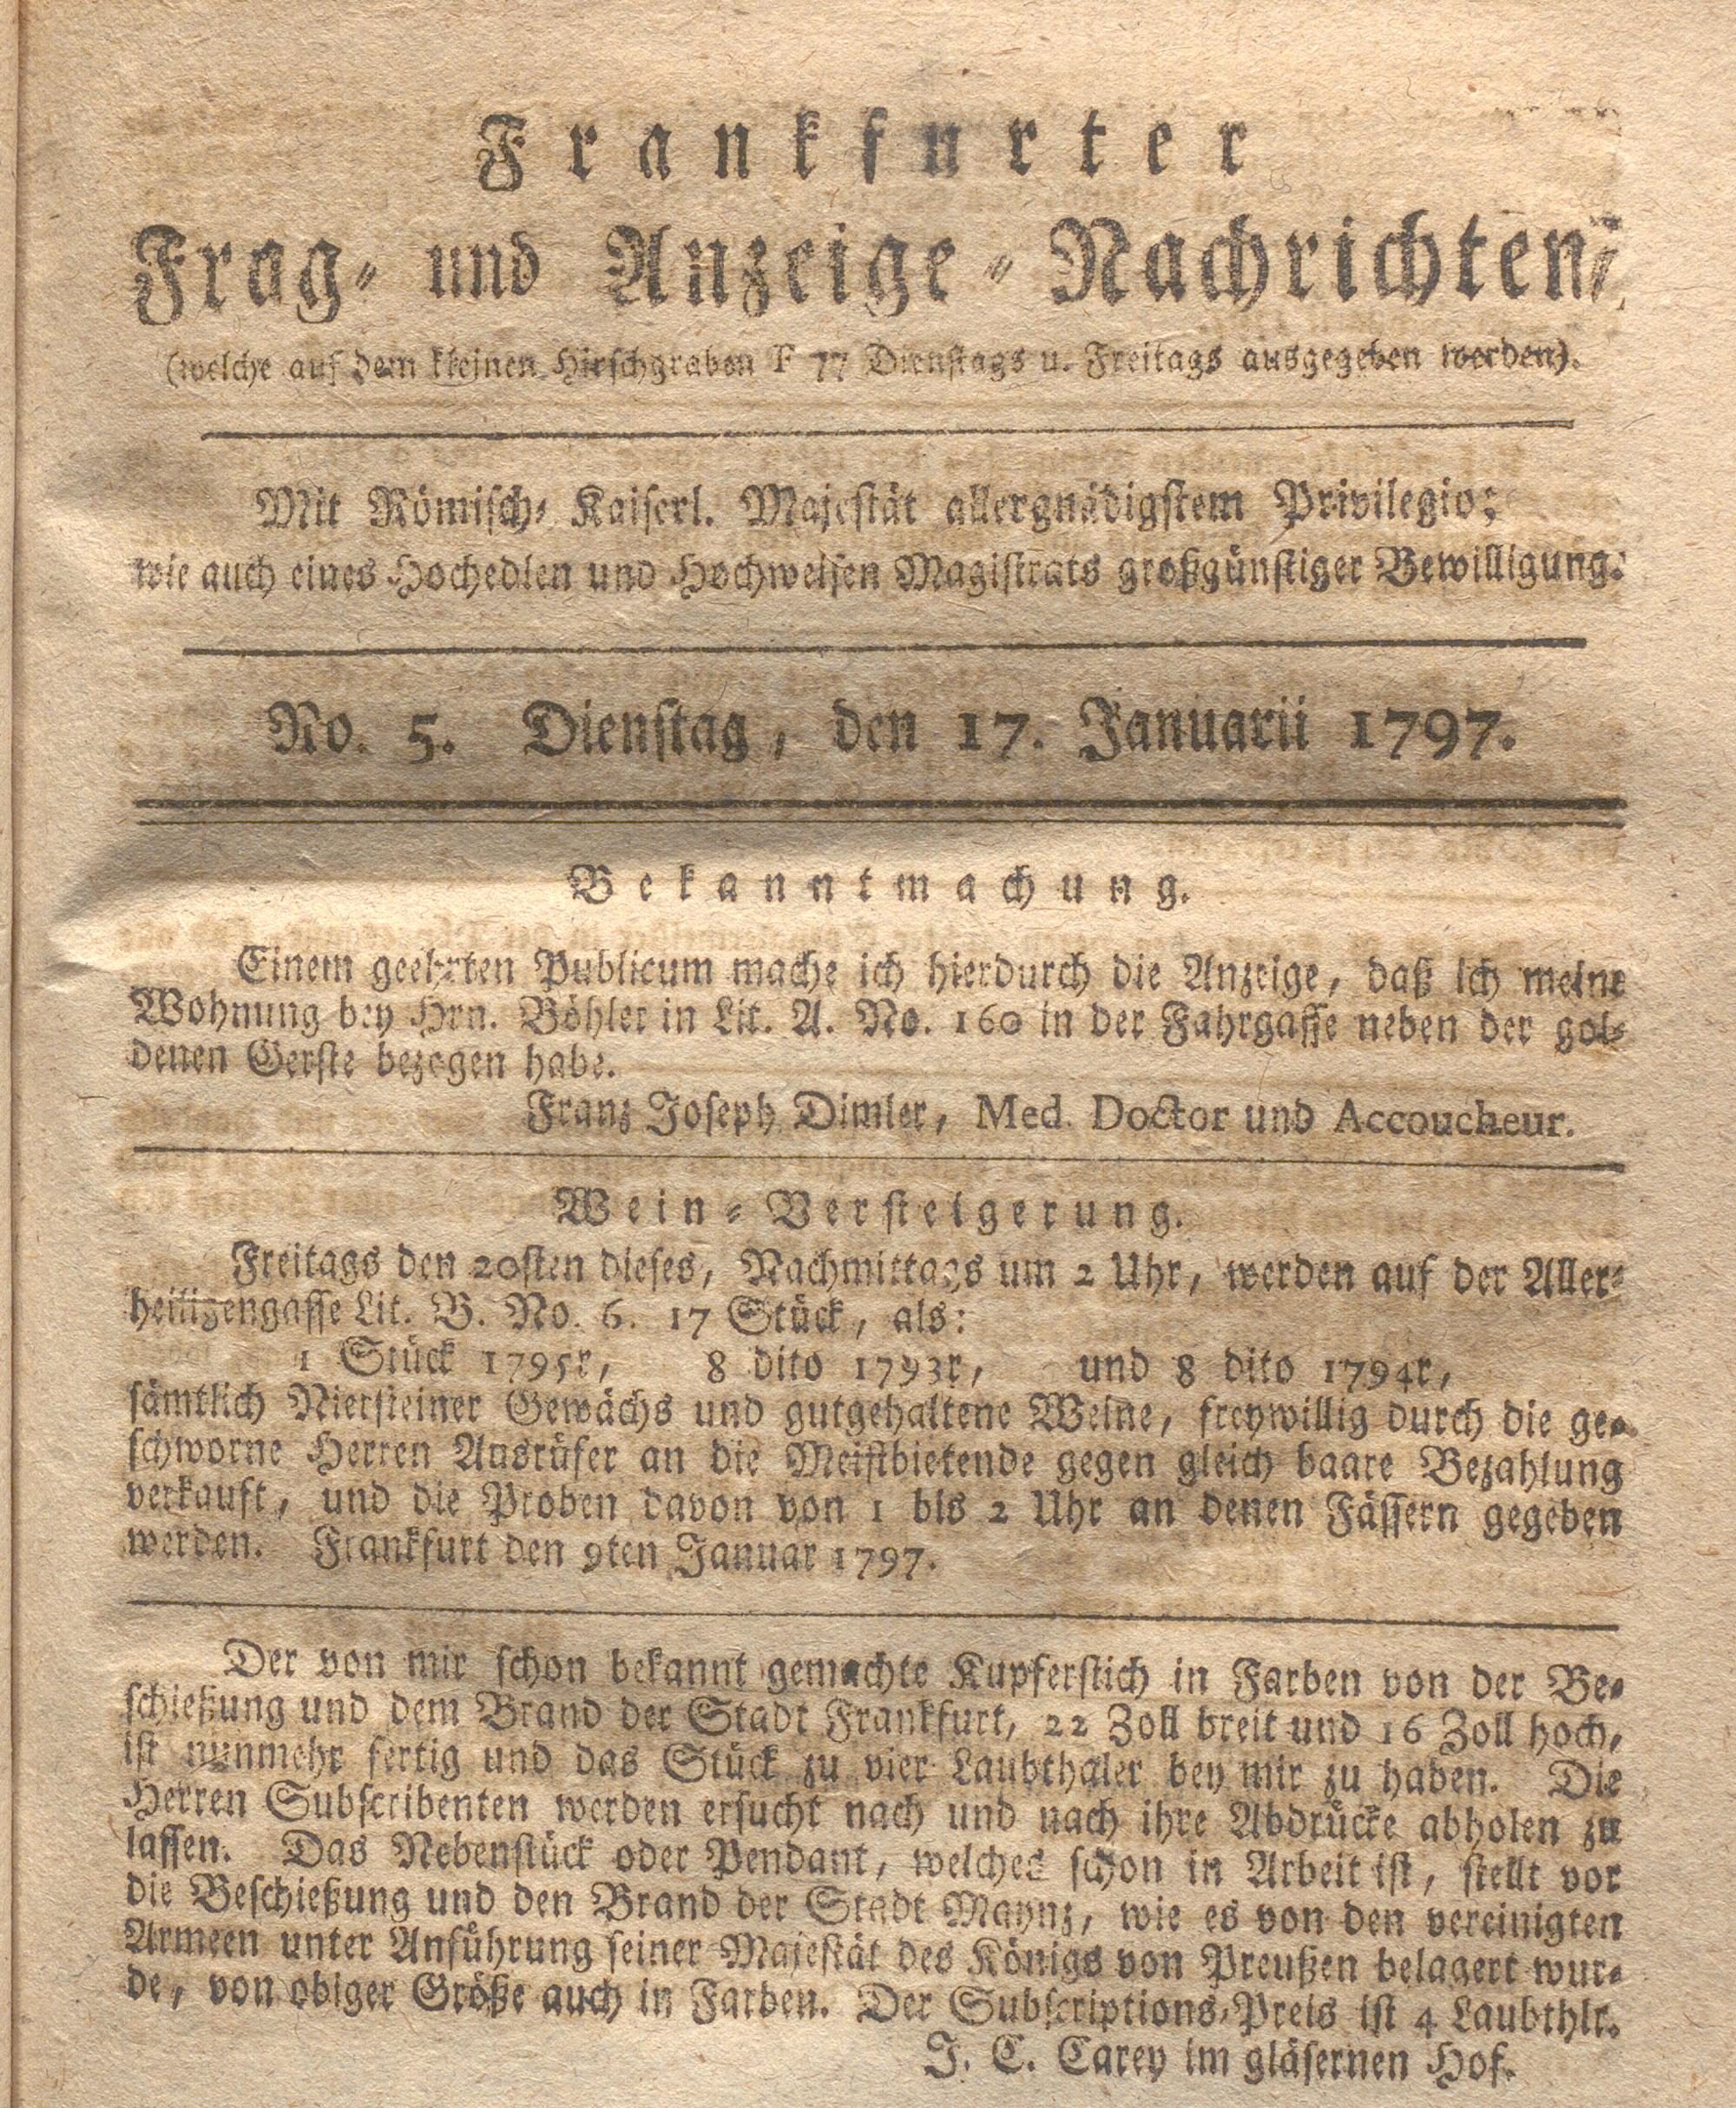 Frankfurter
Frag- und Anzeige-Nachrichten,
(welche auf dem kleinen Hirschgraben F 77 Dienstags u. Freitags ausgegeben werden).
Mit Römisch-Kaiserl. Majestät allergnädigstem Privilegio;
wie auch eines Hochedlen und Hochweisen Magistrats großgünstiger Bewilligung.
No. 5. Dienstag, den 17. Januarii 1797.
Bekanntmachung.
Einem geehrten Publicum mache ich hierdurch die Anzeige, daß ich meine
Wohnung bey Hrn. Böhler in Lit. A. No. 160 in der Fahrgasse neben der gol-
denen Gerste bezogen habe.
Franz Joseph Dimler, Med. Doctor und Accoucheur.
Wein-Versteigerung.
Freitags den 20sten dieses, Nachmittags um 2 Uhr, werden auf der Aller-
heiligengasse Lit. B. No. 6. 17 Stück, als:
1 Stück 1795r, 8 dito 1793r, und 8 dito 1794r,
sämtlich Niersteiner Gewächs und gutgehaltene Weine, freywillig durch die ge-
schworne Herren Ausrüfer an die Meistbietende gegen gleich baare Bezahlung
verkauft, und die Proben davon von 1 bis 2 Uhr an denen Fässern gegeben
werden. Frankfurt den 9ten Januar 1797.
Der von mir schon bekannt gemachte Kupferstich in Farben von der Be-
schießung und dem Brand der Stadt Frankfurt, 22 Zoll breit und 16 Zoll hoch,
ist nunmehr fertig und das Stück zu vier Laubthaler bey mir zu haben. Die
Herren Subscribenten werden ersucht nach und nach ihre Abdrücke abholen zu
lassen. Das Nebenstück oder Pendant, welches schon in Arbeit ist, stellt vor
die Beschießung und den Brand der Stadt Maynz, wie es von den vereinigten
Armeen unter Anführung seiner Majestät des Königs von Preußen belagert wur-
de, von obiger Größe auch in Farben. Der Subscriptions-Preis ist 4 Laubthlr.
J. C. Carey im gläsernen Hof.